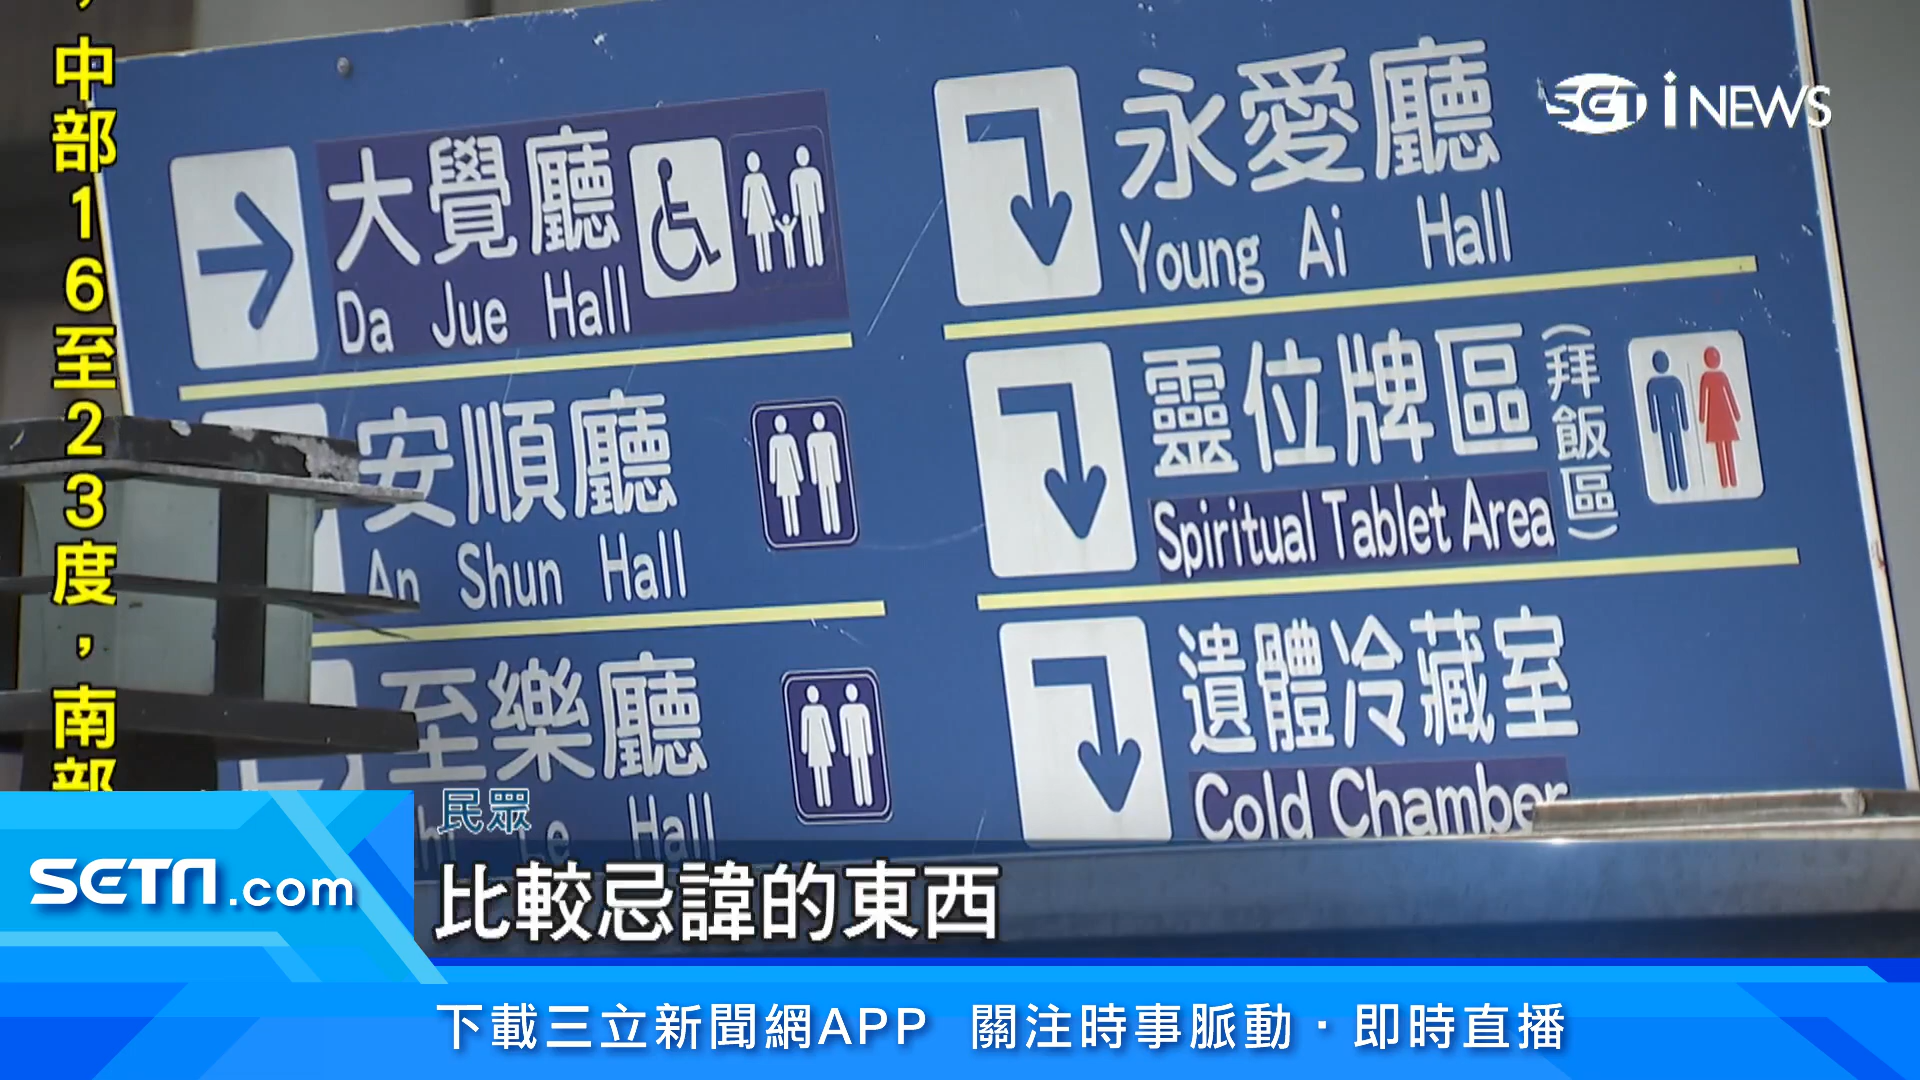 ，中部16至23度，南部
SET iNEWS
大覺廳
Da Jue Hall
安順廳
An Shun Hall
至樂廳
Le Hall
永愛廳
Young Ai Hall
靈位牌區
(拜飯區)
Spiritual Tablet Area
遺體冷藏室
Cold Chamber
民眾
比較忌諱的東西
SETN.com
下載三立新聞網APP 關注時事脈動・即時直播